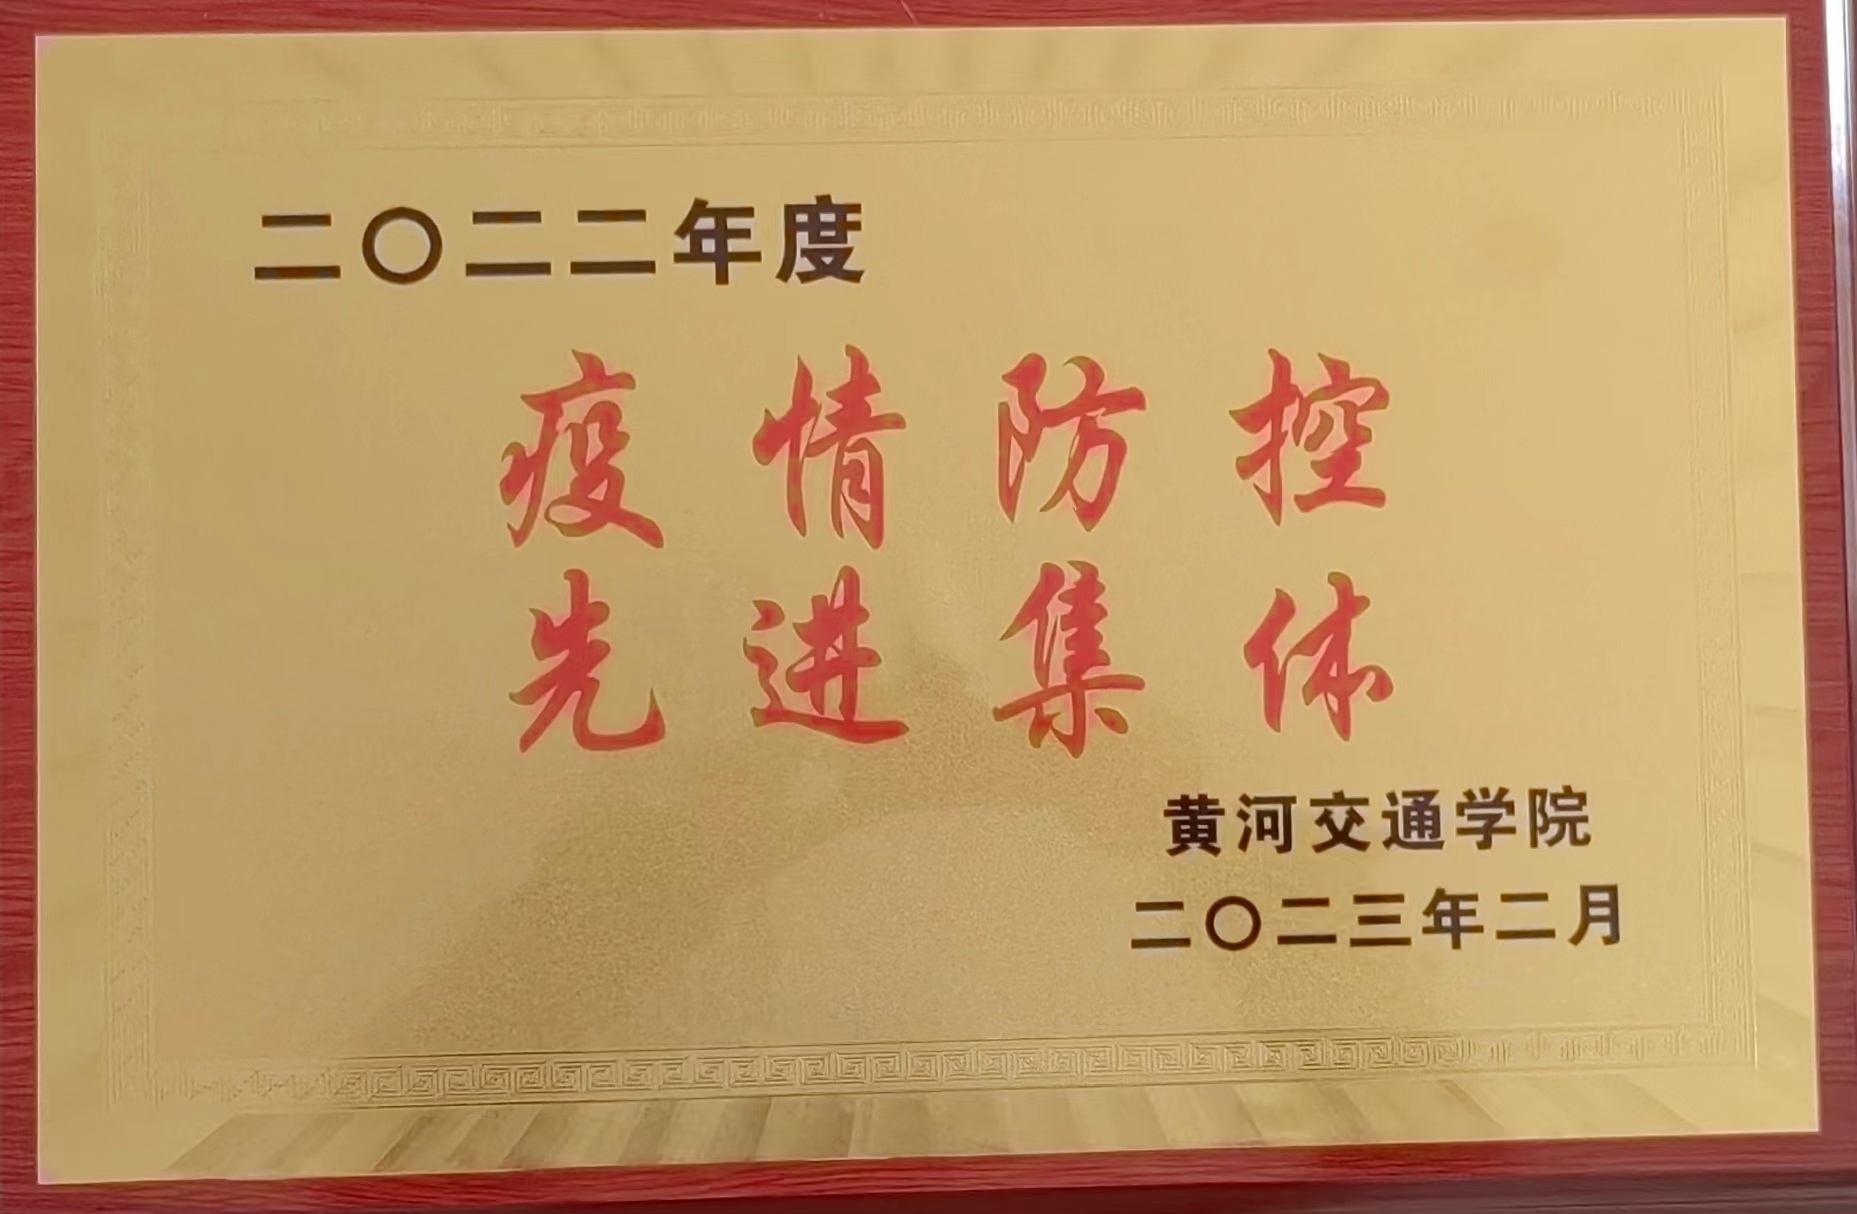 二〇二二年度
疫情防控
先进集体
黄河交通学院
二〇二三年二月